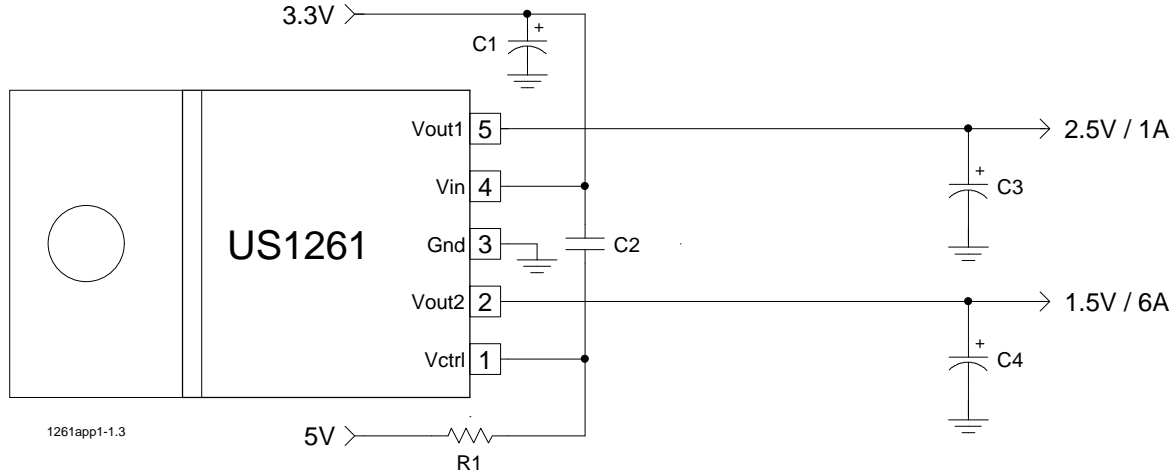 3.3V
C1
+
Vout1 5
2.5V / 1A
Vin 4
+
C3
US1261
Gnd 3
C2
Vout2 2
1.5V / 6A
+
C4
Vctrl 1
1261app1-1.3
5V
R1